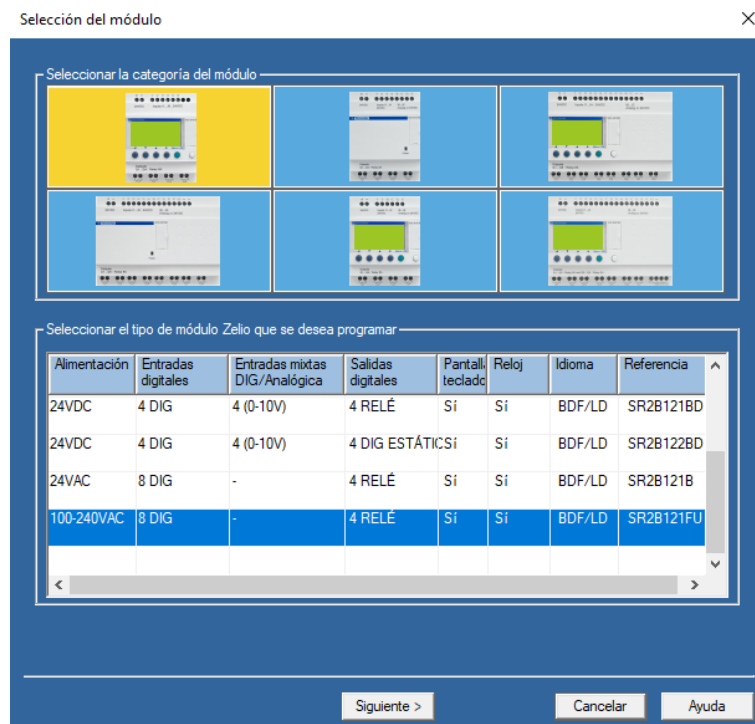 Selección del módulo
Seleccionar la categoría del módulo
Seleccionar el tipo de módulo Zelio que se desea programar
Alimentación Entradas digitales Entradas mixtas DIG/Analógica Salidas digitales Pantall teclado Reloj Idioma Referencia
24VDC 4 DIG 4 (0-10V) 4 RELÉ Sí Sí BDF/LD SR2B121BD
24VDC 4 DIG 4 (0-10V) 4 DIG ESTÁTIC Sí Sí BDF/LD SR2B122BD
24VAC 8 DIG - 4 RELÉ Sí Sí BDF/LD SR2B121B
100-240VAC 8 DIG - 4 RELÉ Sí Sí BDF/LD SR2B121FU
Siguiente > Cancelar Ayuda